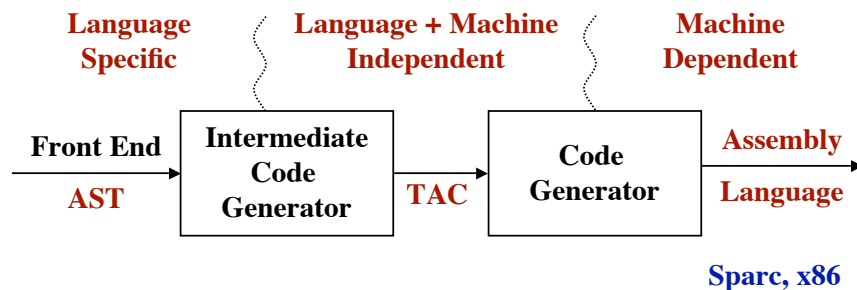 Language
Specific
Language + Machine
Independent
Machine
Dependent
Front End
AST
Intermediate
Code
Generator
TAC
Code
Generator
Assembly
Language
Sparc, x86